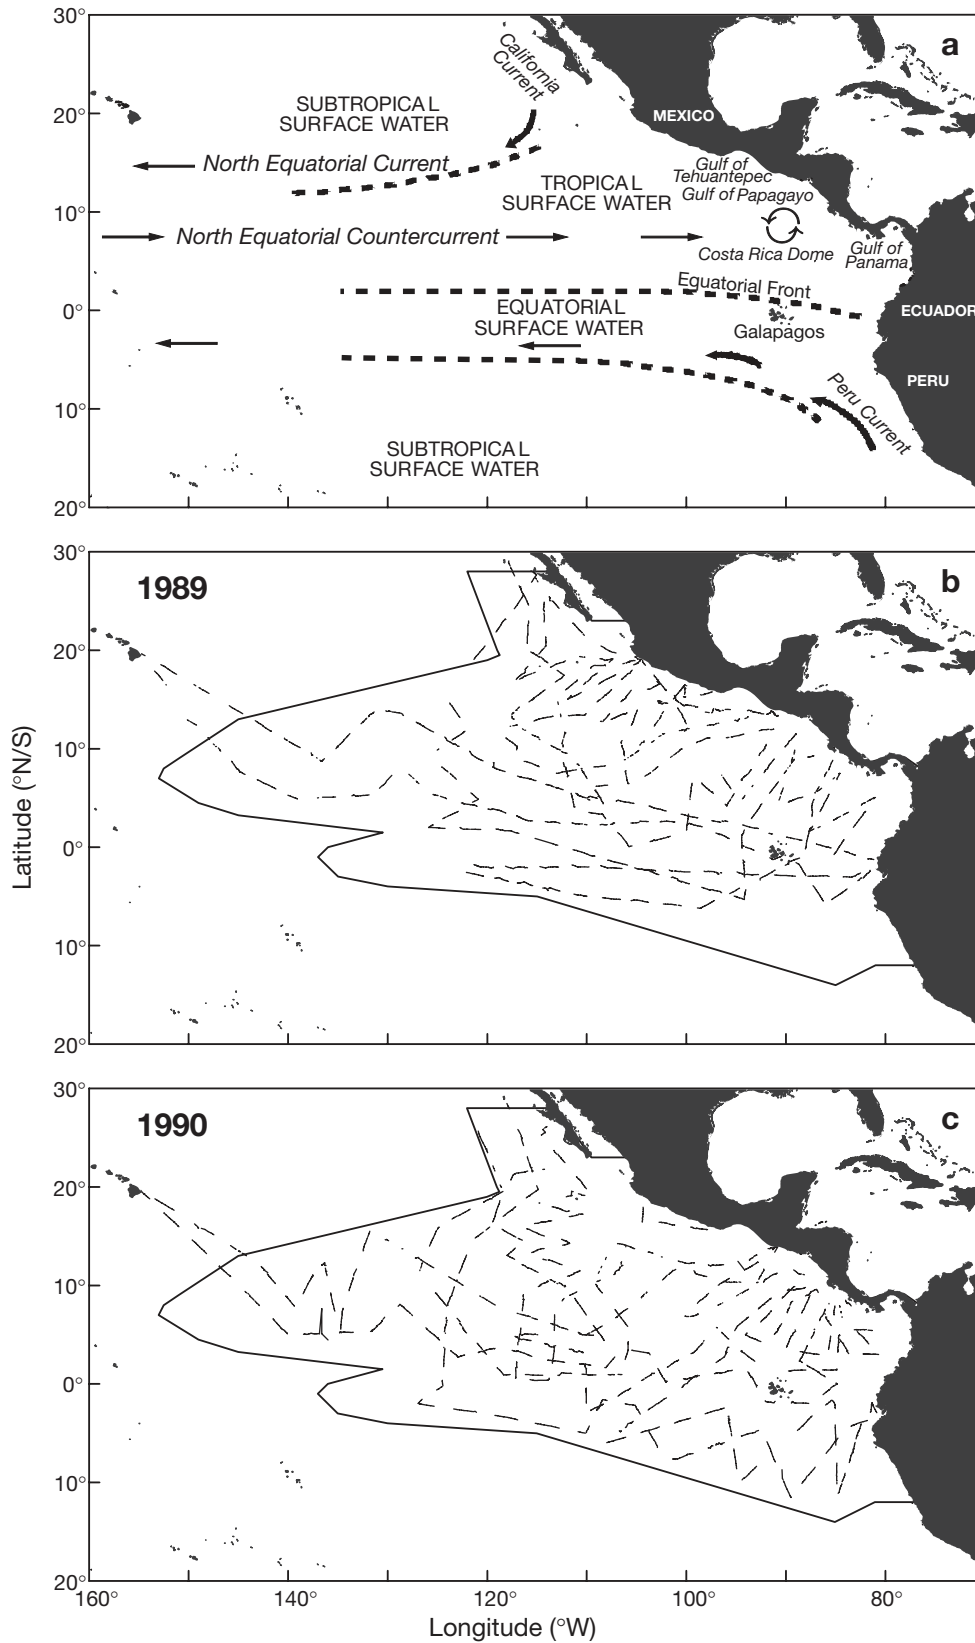 30°
a
California
Current
20°
SUBTROPICAL
SURFACE WATER
MEXICO
North Equatorial Current
Gulf of
Tehuantepec
TROPICAL
SURFACE WATER
Gulf of Papagayo
10°
North Equatorial Countercurrent
Costa Rica Dome
Gulf of
Panama
Equatorial Front
0°
EQUATORIAL
SURFACE WATER
ECUADOR
Galapagos
PERU
Peru Current
10°
SUBTROPICAL
SURFACE WATER
20°
30°
1989
b
20°
10°
Latitude (°N/S)
0°
10°
20°
30°
1990
c
20°
10°
0°
10°
20°
160°
140°
120°
100°
80°
Longitude (°W)